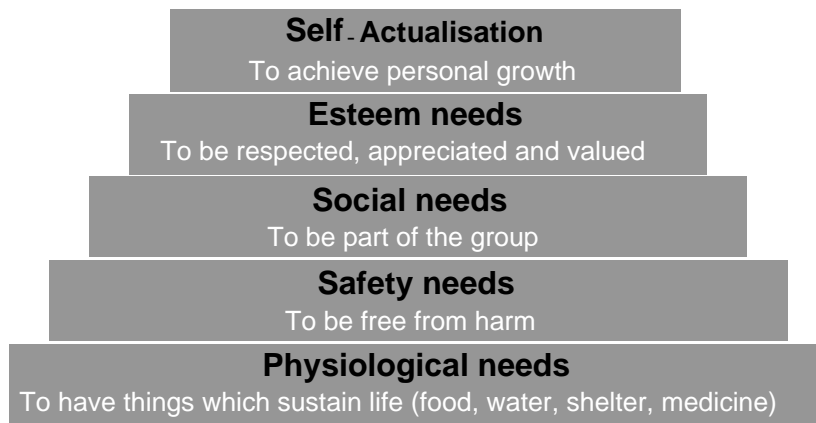 Self - Actualisation
To achieve personal growth
Esteem needs
To be respected, appreciated and valued
Social needs
To be part of the group
Safety needs
To be free from harm
Physiological needs
To have things which sustain life (food, water, shelter, medicine)